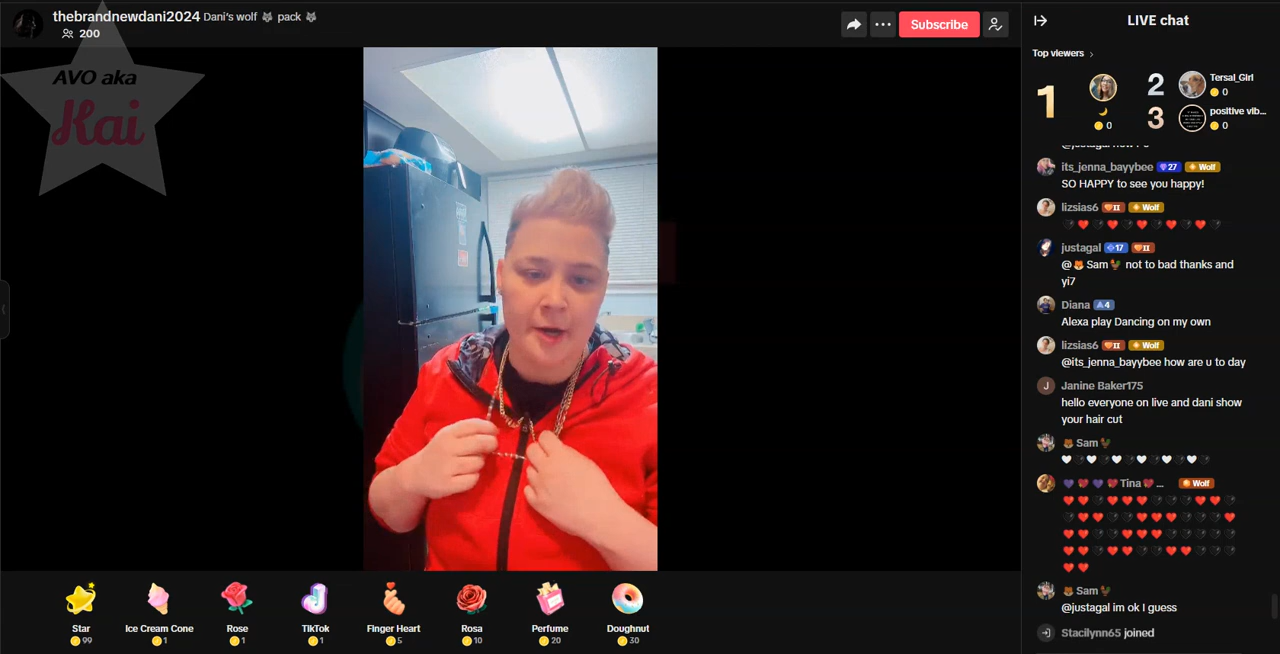 thebrandnewdani2024 Dani's wolf 🐺 pack 🐺
200
Subscribe
AVO aka
Kai
Star
99
Ice Cream Cone
1
Rose
1
TikTok
1
Finger Heart
5
Rosa
10
Perfume
20
Doughnut
30
LIVE chat
Top viewers >
1
🌙
0
2
Tersal_Girl
0
3
positive vib...
0
its_jenna_bayybee 27 Wolf
SO HAPPY to see you happy!
lizsias6 II Wolf
🖤❤️🖤❤️🖤❤️🖤❤️🖤❤️🖤
justagal 17 II
@🦊Sam🐓 not to bad thanks and
yi7
Diana 4
Alexa play Dancing on my own
lizsias6 II Wolf
@its_jenna_bayybee how are u to day
J Janine Baker175
hello everyone on live and dani show
your hair cut
🦊Sam🐓
🤍🖤🤍🖤🤍🖤🤍🖤🤍🖤🤍🖤
💜💖💜💖Tina💖... Wolf
🦊Sam🐓
@justagal im ok I guess
Stacilynn65 joined